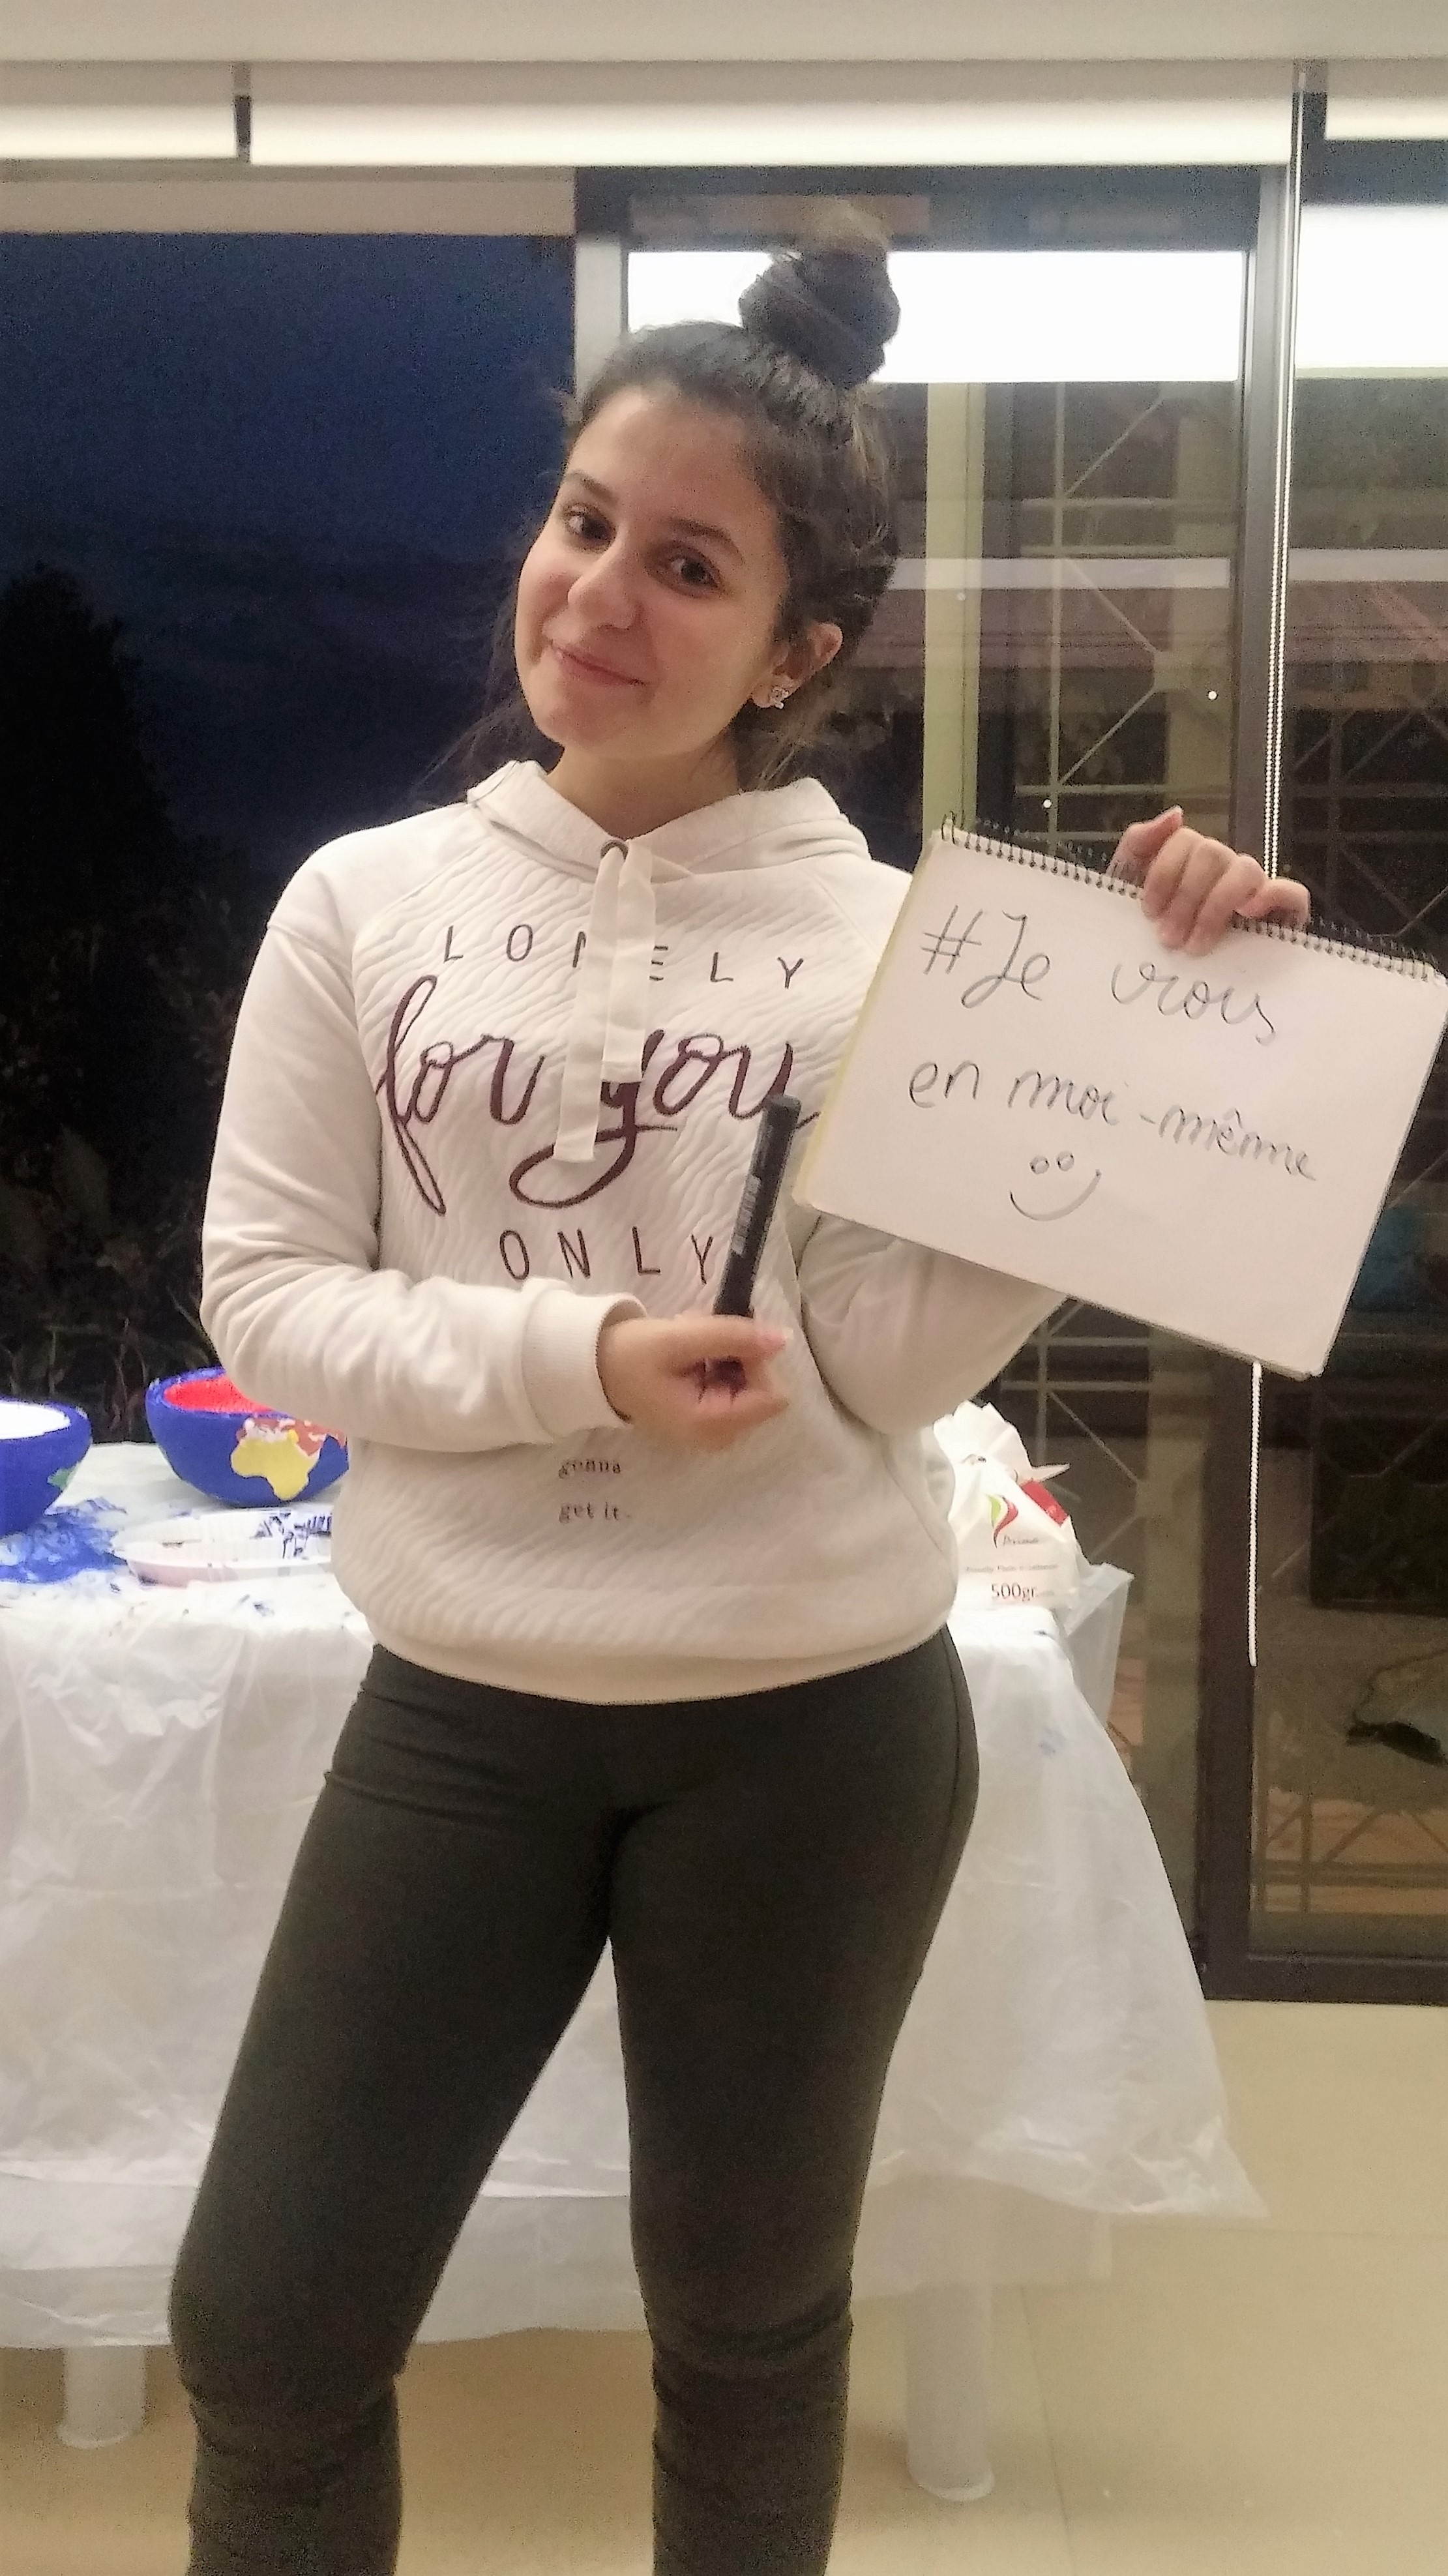 LONELY
for you
ONLY
gonna
get it.
#Je crois
en moi-même
500gr.